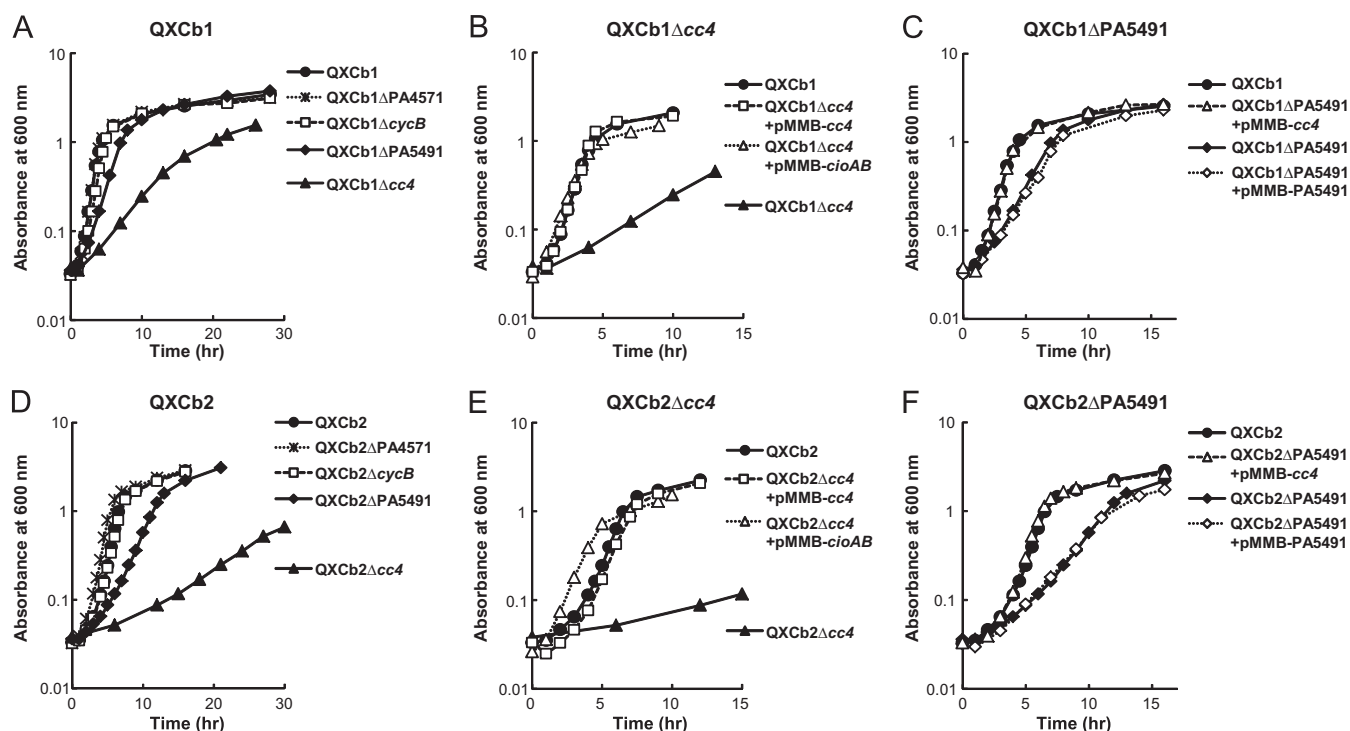 A
QXCb1
Absorbance at 600 nm
10
1
0.1
0.01
0
10
20
30
Time (hr)
QXCb1
QXCb1ΔPA4571
QXCb1ΔcycB
QXCb1ΔPA5491
QXCb1Δcc4
B
QXCb1Δcc4
Absorbance at 600 nm
10
1
0.1
0.01
0
5
10
15
Time (hr)
QXCb1
QXCb1Δcc4
+pMMB-cc4
QXCb1Δcc4
+pMMB-cioAB
QXCb1Δcc4
C
QXCb1ΔPA5491
Absorbance at 600 nm
10
1
0.1
0.01
0
5
10
15
Time (hr)
QXCb1
QXCb1ΔPA5491
+pMMB-cc4
QXCb1ΔPA5491
QXCb1ΔPA5491
+pMMB-PA5491
D
QXCb2
Absorbance at 600 nm
10
1
0.1
0.01
0
10
20
30
Time (hr)
QXCb2
QXCb2ΔPA4571
QXCb2ΔcycB
QXCb2ΔPA5491
QXCb2Δcc4
E
QXCb2Δcc4
Absorbance at 600 nm
10
1
0.1
0.01
0
5
10
15
Time (hr)
QXCb2
QXCb2Δcc4
+pMMB-cc4
QXCb2Δcc4
+pMMB-cioAB
QXCb2Δcc4
F
QXCb2ΔPA5491
Absorbance at 600 nm
10
1
0.1
0.01
0
5
10
15
Time (hr)
QXCb2
QXCb2ΔPA5491
+pMMB-cc4
QXCb2ΔPA5491
QXCb2ΔPA5491
+pMMB-PA5491